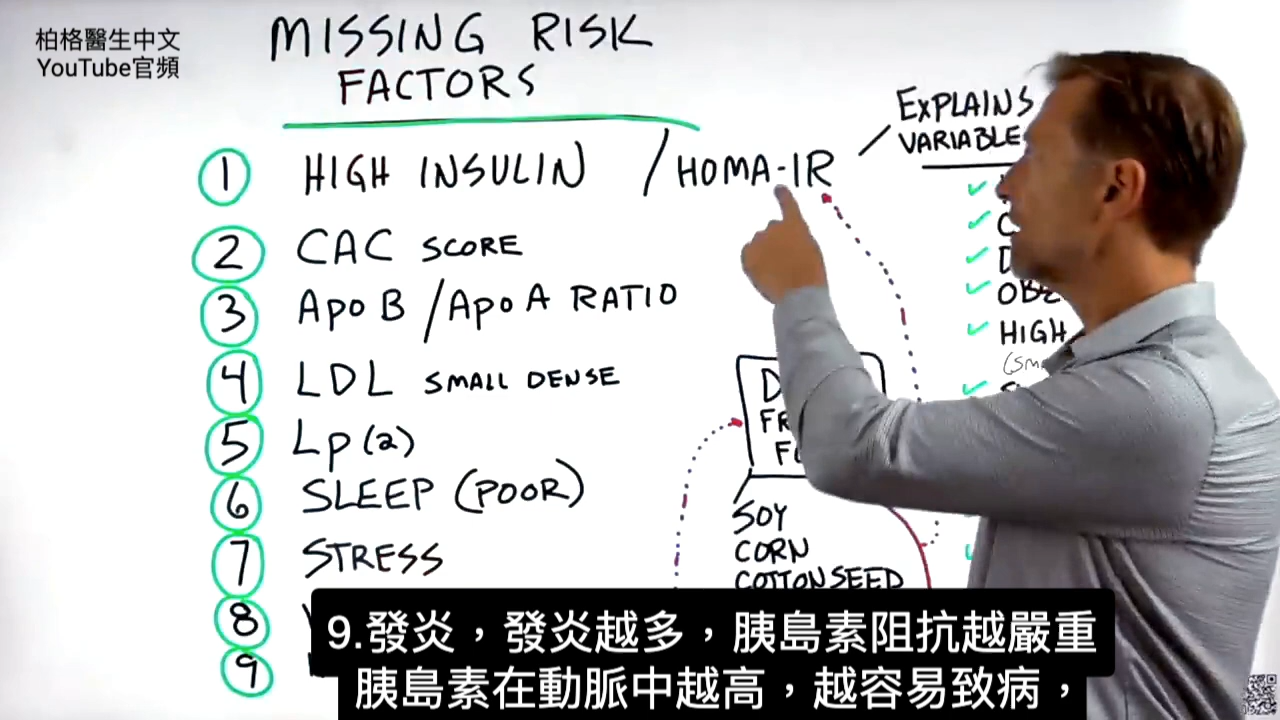 柏格醫生中文
YouTube官頻
MISSING RISK
FACTORS
1 HIGH INSULIN / HOMA-IR
2 CAC SCORE
3 Apo B / Apo A RATIO
4 LDL SMALL DENSE
5 Lp(a)
6 SLEEP (POOR)
7 STRESS
8
9
EXPLAINS
VARIABLE
HIGH
SOY
CORN
COTTONSEED
9.發炎，發炎越多，胰島素阻抗越嚴重
胰島素在動脈中越高，越容易致病，